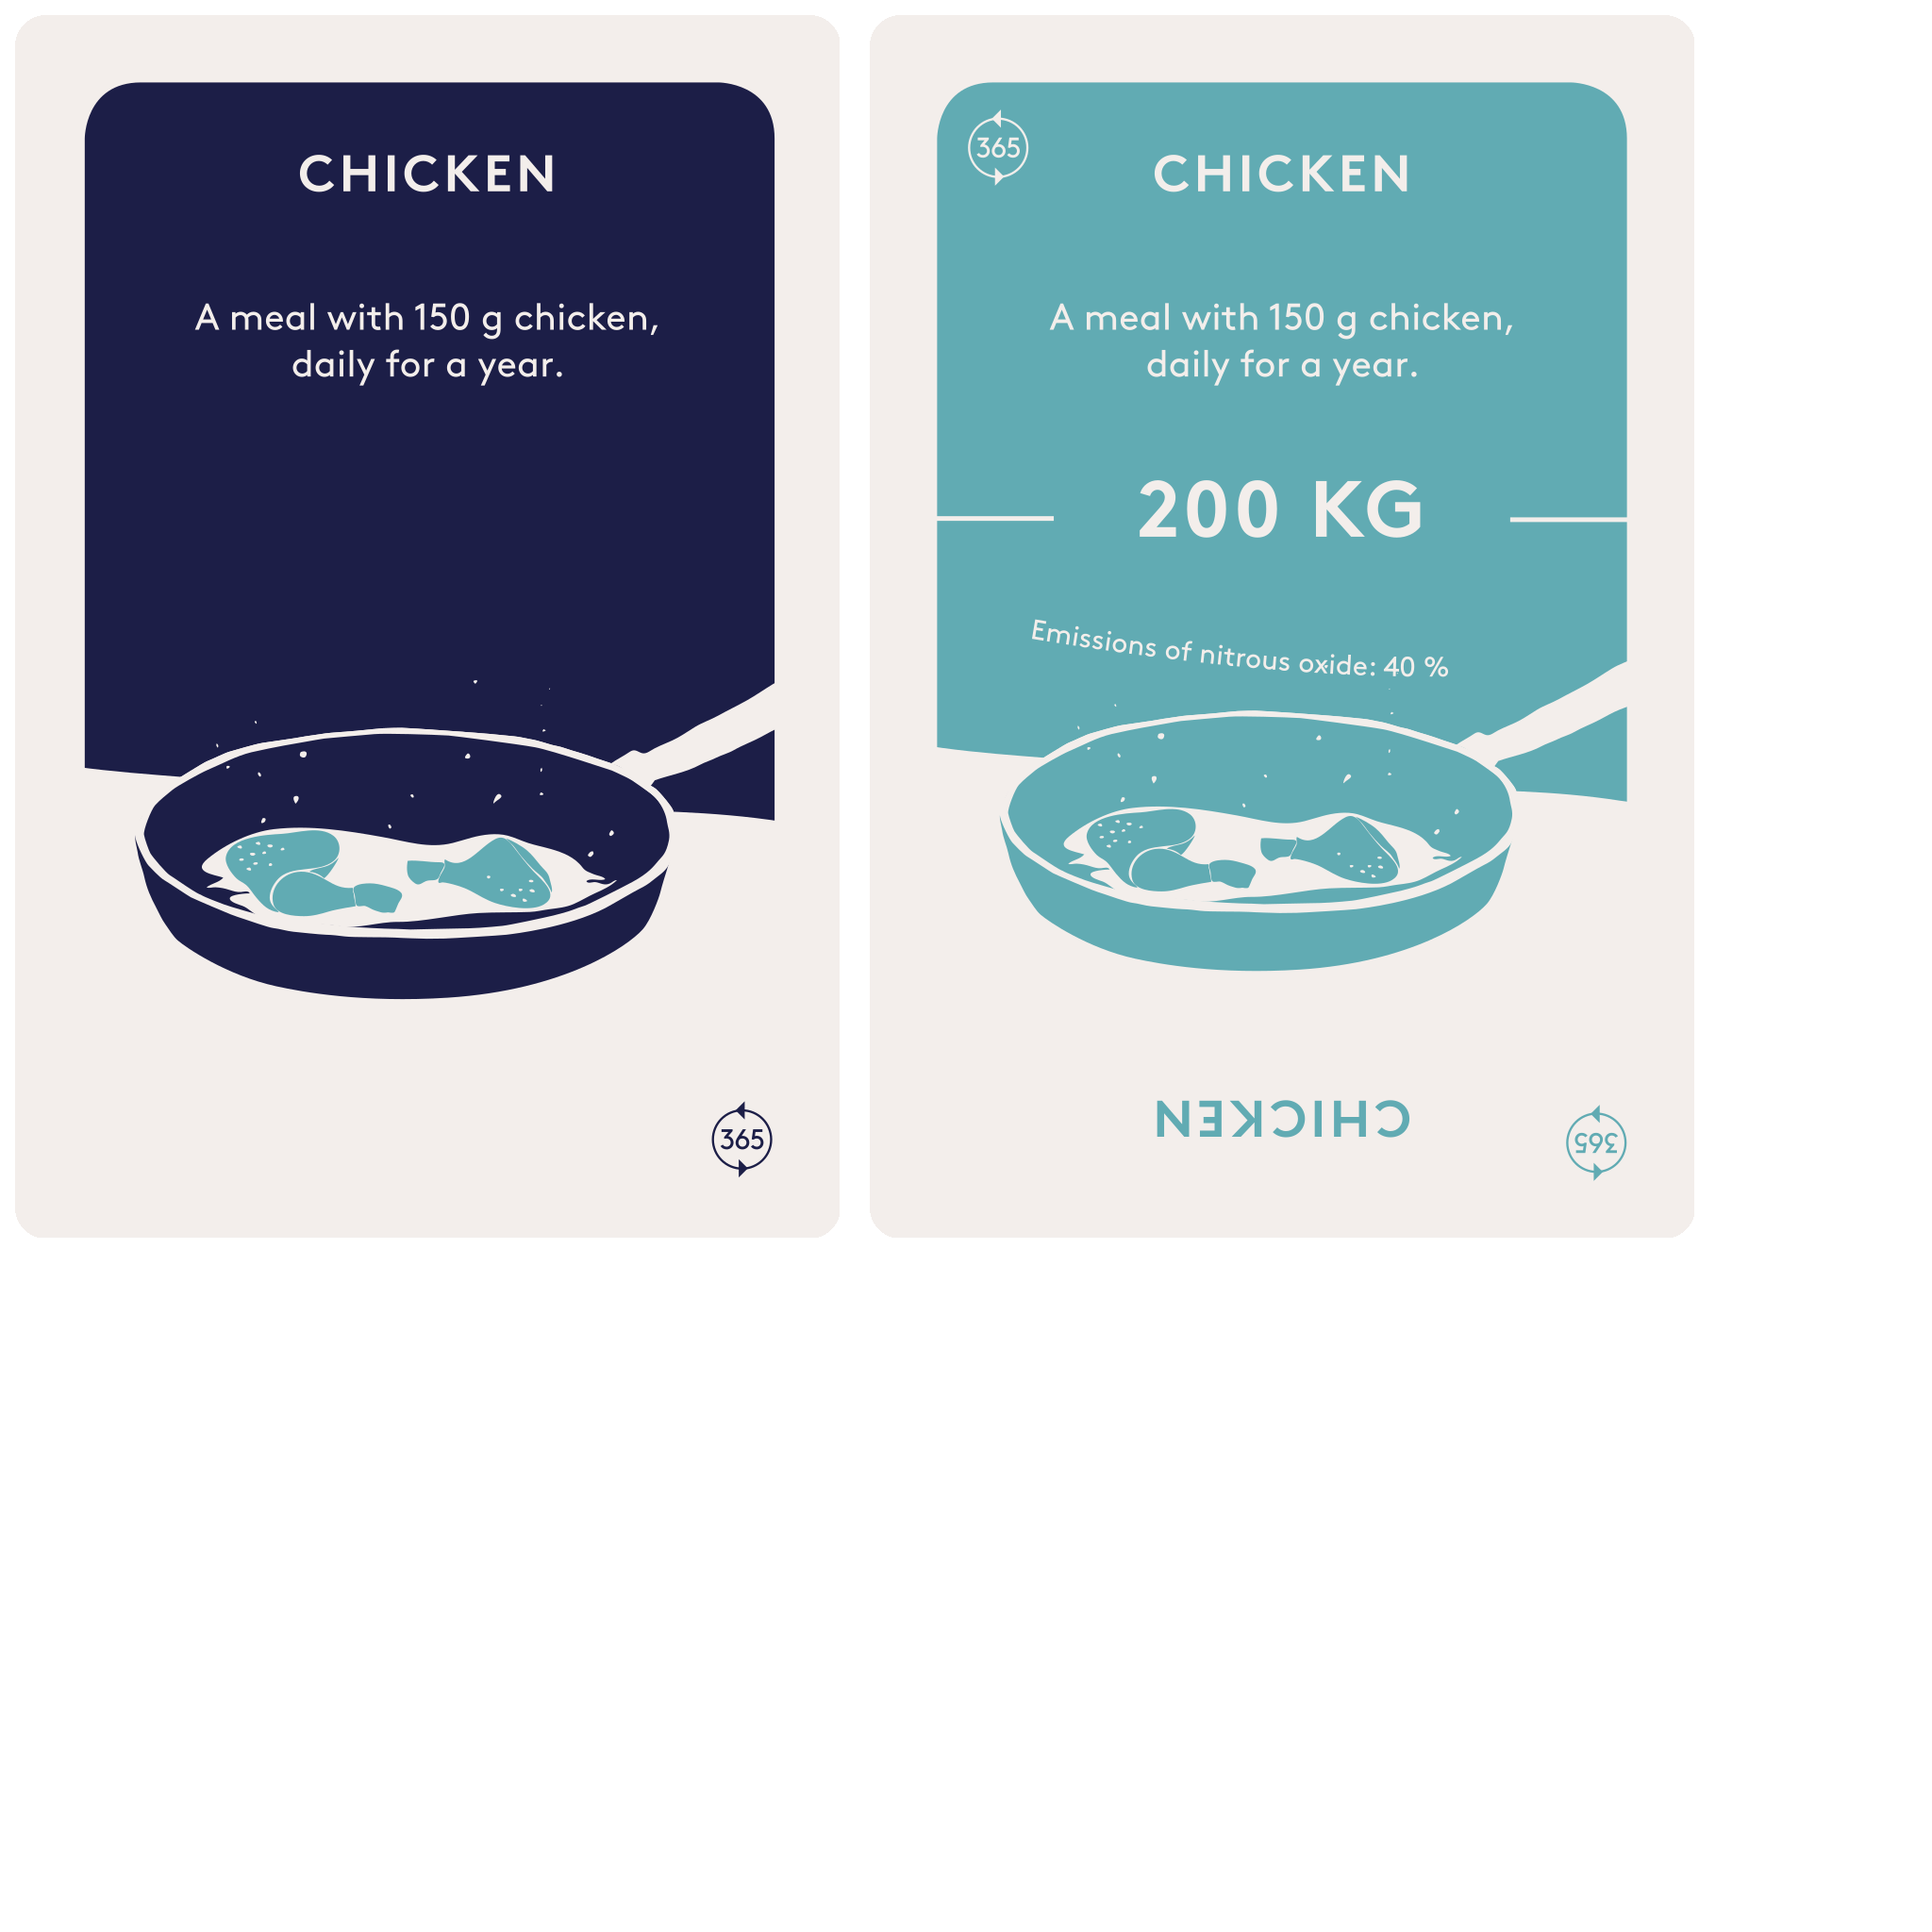 CHICKEN
A meal with 150 g chicken,
daily for a year.
365
365
CHICKEN
A meal with 150 g chicken,
daily for a year.
200 KG
Emissions of nitrous oxide: 40 %
CHICKEN
365